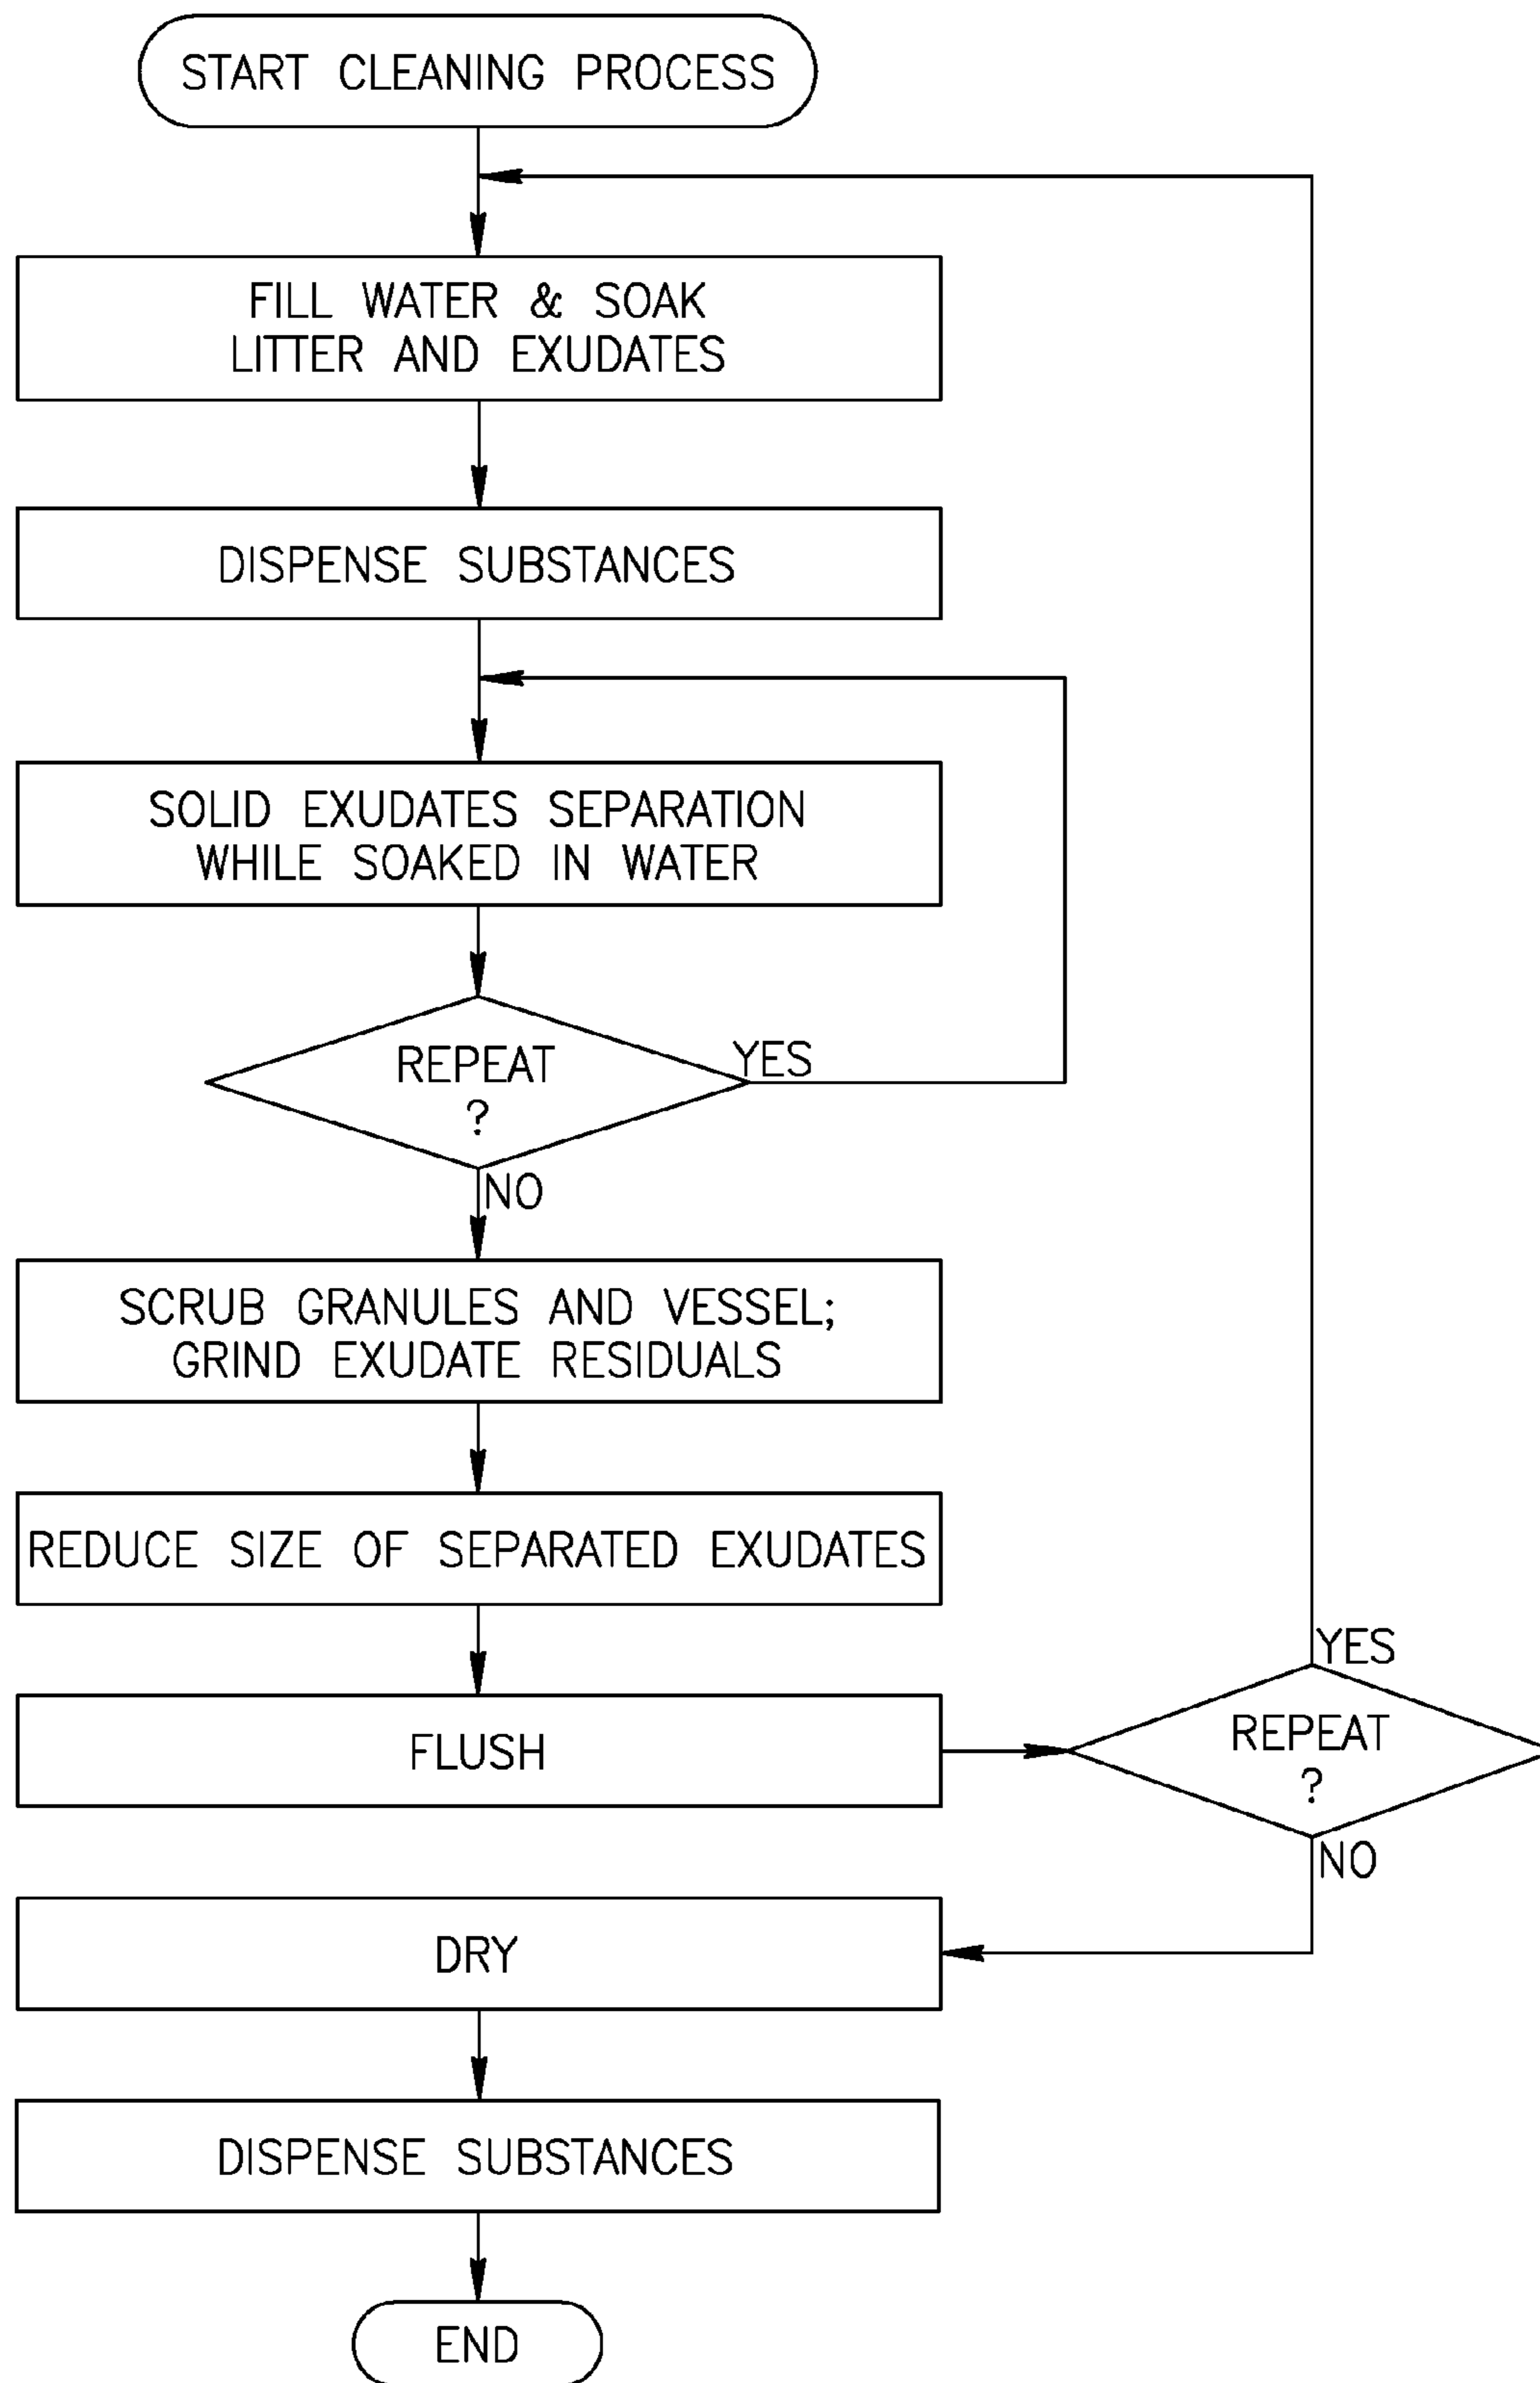 START CLEANING PROCESS
FILL WATER & SOAK
LITTER AND EXUDATES
DISPENSE SUBSTANCES
SOLID EXUDATES SEPARATION
WHILE SOAKED IN WATER
REPEAT
?
YES
NO
SCRUB GRANULES AND VESSEL;
GRIND EXUDATE RESIDUALS
REDUCE SIZE OF SEPARATED EXUDATES
FLUSH
YES
REPEAT
?
NO
DRY
DISPENSE SUBSTANCES
END